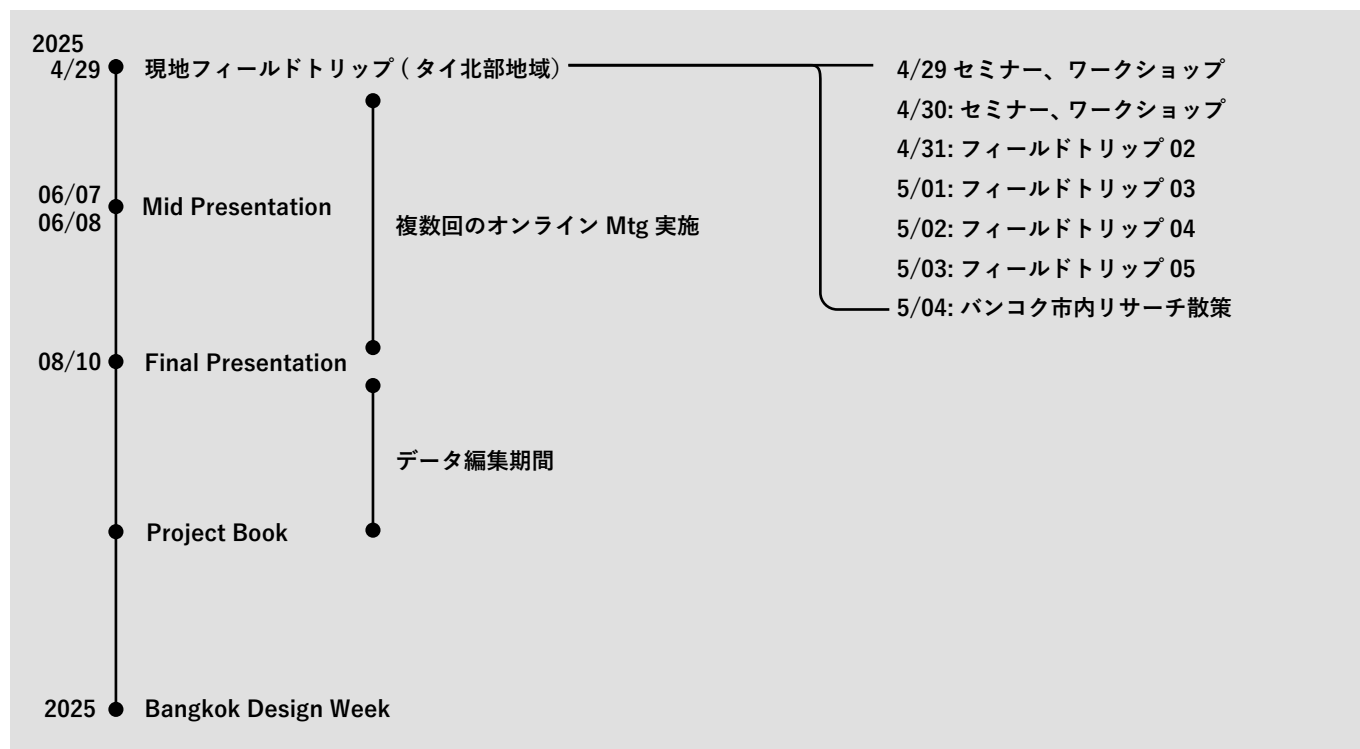 2025
4/29 現地フィールドトリップ ( タイ北部地域）
06/07
06/08
Mid Presentation
複数回のオンライン Mtg 実施
08/10 Final Presentation
データ編集期間
Project Book
2025 Bangkok Design Week
4/29 セミナー、ワークショップ
4/30: セミナー、ワークショップ
4/31: フィールドトリップ 02
5/01: フィールドトリップ 03
5/02: フィールドトリップ 04
5/03: フィールドトリップ 05
5/04: バンコク市内リサーチ散策